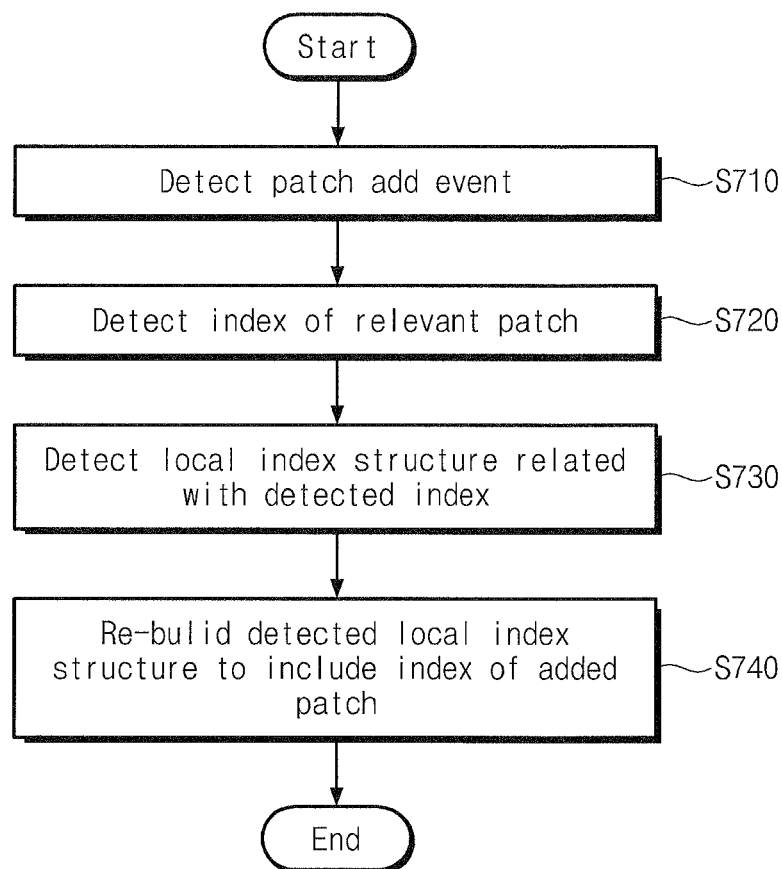 Start
Detect patch add event
S710
Detect index of relevant patch
S720
Detect local index structure related
with detected index
S730
Re-bulid detected local index
structure to include index of added
patch
S740
End